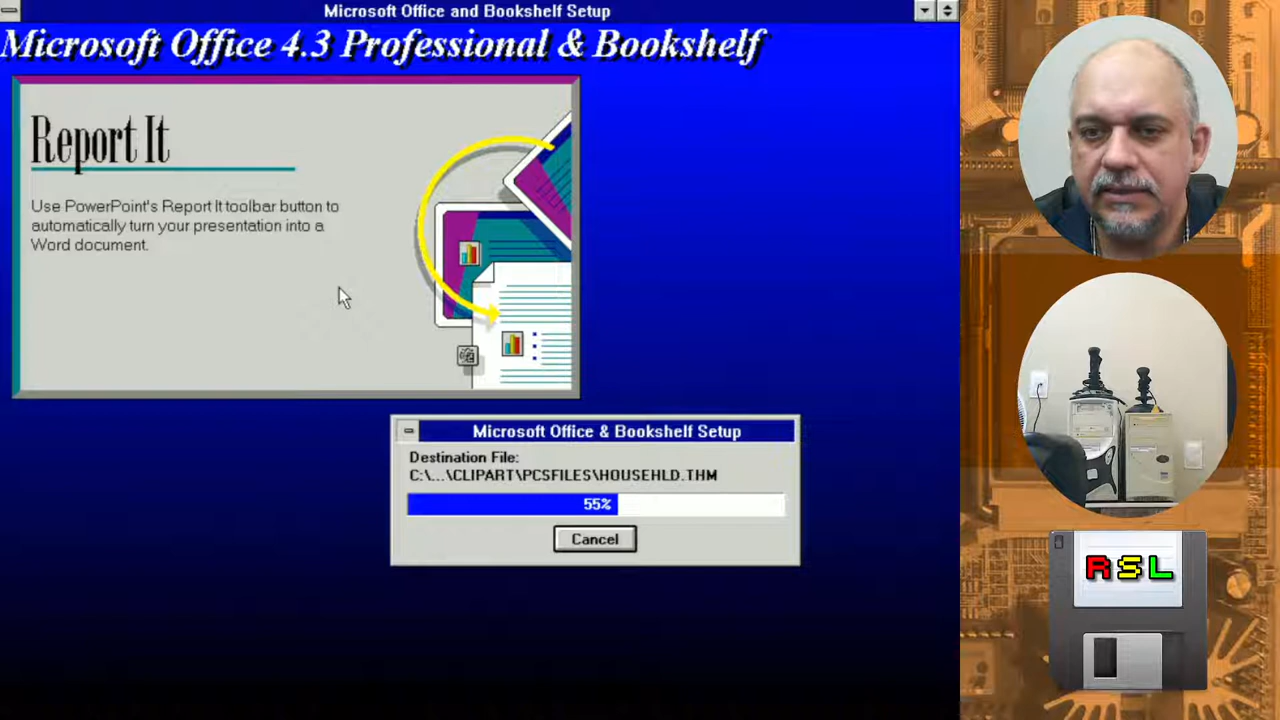 Microsoft Office and Bookshelf Setup
Microsoft Office 4.3 Professional & Bookshelf
Report It
Use PowerPoint's Report It toolbar button to
automatically turn your presentation into a
Word document.
Microsoft Office & Bookshelf Setup
Destination File:
C:\...\CLIPART\PCSFILES\HOUSEHLD.THM
55%
Cancel
RSL